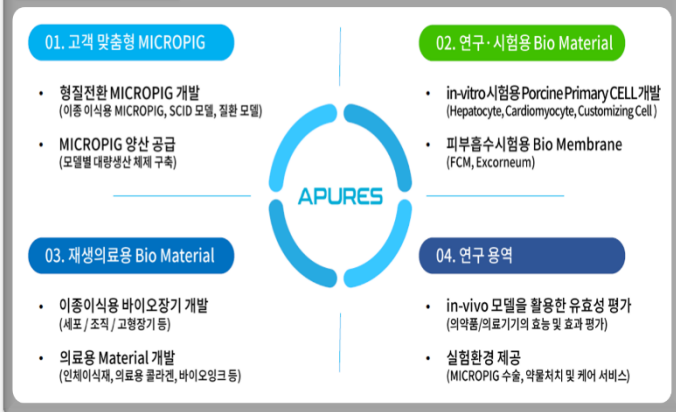 01. 고객 맞춤형 MICROPIG
• 형질전환 MICROPIG 개발
(이종 이식용 MICROPIG, SCID 모델, 질환 모델)
• MICROPIG 양산 공급
(모델별 대량생산 체제 구축)
02. 연구·시험용 Bio Material
• in-vitro 시험용 Porcine Primary CELL 개발
(Hepatocyte, Cardiomyocyte, Customizing Cell )
• 피부흡수시험용 Bio Membrane
(FCM, Excorneum)
APURES
03. 재생의료용 Bio Material
• 이종이식용 바이오장기 개발
(세포 / 조직 / 고형장기 등)
• 의료용 Material 개발
(인체이식재, 의료용 콜라겐, 바이오잉크 등)
04. 연구 용역
• in-vivo 모델을 활용한 유효성 평가
(의약품/의료기기의 효능 및 효과 평가)
• 실험환경 제공
(MICROPIG 수술, 약물처치 및 케어 서비스)